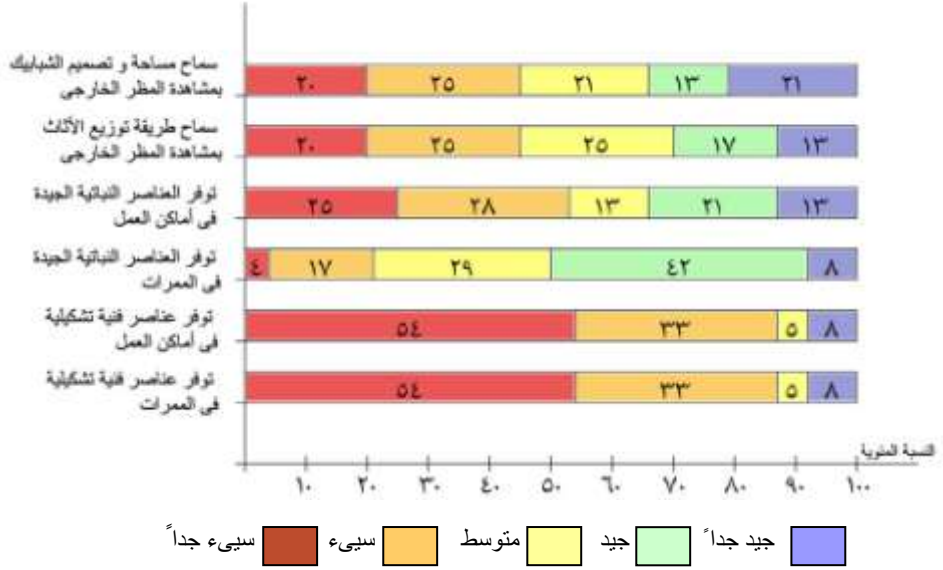 سماح مساحة و تصميم الشبابيك
بمشاهدة المظر الخارجى
٢٠ ٢٥ ٢١ ١٣ ٢١
سماح طريقة توزيع الأثاث
بمشاهدة المظر الخارجى
٢٠ ٢٥ ٢٥ ١٧ ١٣
توفر العناصر النباتية الجيدة
فى أماكن العمل
٢٥ ٢٨ ١٣ ٢١ ١٣
توفر العناصر النباتية الجيدة
فى الممرات
٤ ١٧ ٢٩ ٤٢ ٨
توفر عناصر فنية تشكيلية
فى أماكن العمل
٥٤ ٣٣ ٥ ٨
توفر عناصر فنية تشكيلية
فى الممرات
٥٤ ٣٣ ٥ ٨
النسبة المئوية
١٠ ٢٠ ٣٠ ٤٠ ٥٠ ٦٠ ٧٠ ٨٠ ٩٠ ١٠٠
جيد جدا ً جيد متوسط سيىء سيىء جدا ً